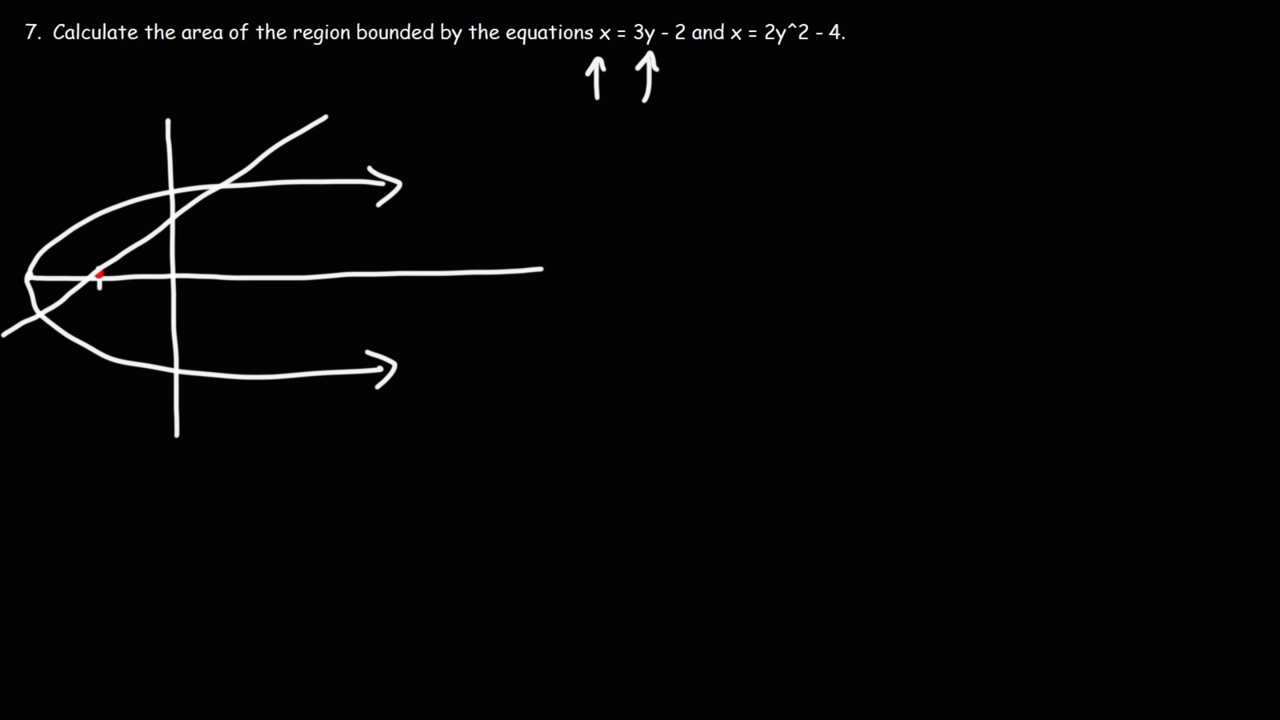 7. Calculate the area of the region bounded by the equations x = 3y - 2 and x = 2y^2 - 4.